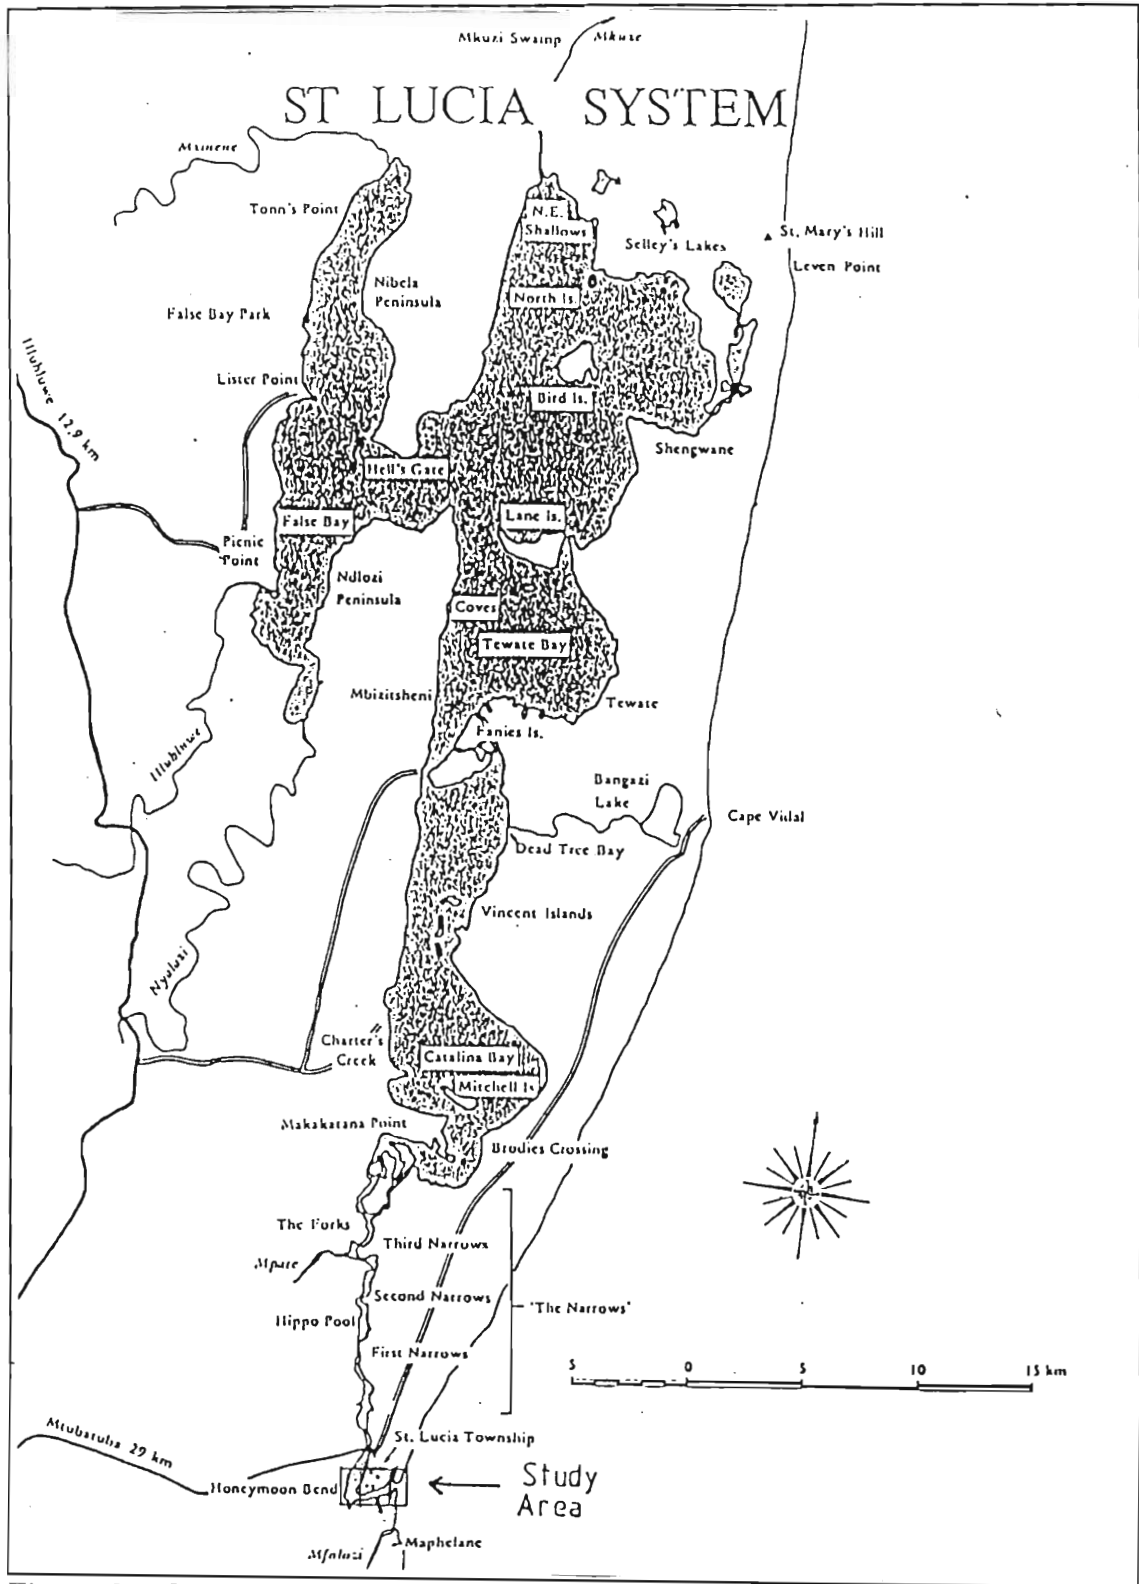 Mkuzi Swamp
Mkuze
ST LUCIA SYSTEM
Mzinene
Tonn's Point
N.E.
Shallows
Selley's Lakes
St. Mary's Hill
Leven Point
Nibela
Peninsula
North Is.
False Bay Park
Hluhluwe 12.9 km
Lister Point
Bird Is.
Shengwane
Hell's Gate
Lane Is.
False Bay
Picnic
Point
Ndlozi
Peninsula
Coves
Tewate Bay
Mbizitsheni
Tewate
Fanies Is.
Hluhluwe
Bangazi
Lake
Cape Vidal
Dead Tree Bay
Vincent Islands
Nyalazi
Charter's
Creek
Catalina Bay
Mitchell Is
Makakatana Point
Brodies Crossing
The Forks
Third Narrows
Mpate
Second Narrows
'The Narrows'
Hippo Pool
First Narrows
5 0 5 10 15 km
Mtubatuba 29 km
St. Lucia Township
Honeymoon Bend
Study
Area
Maphelane
Mfolozi